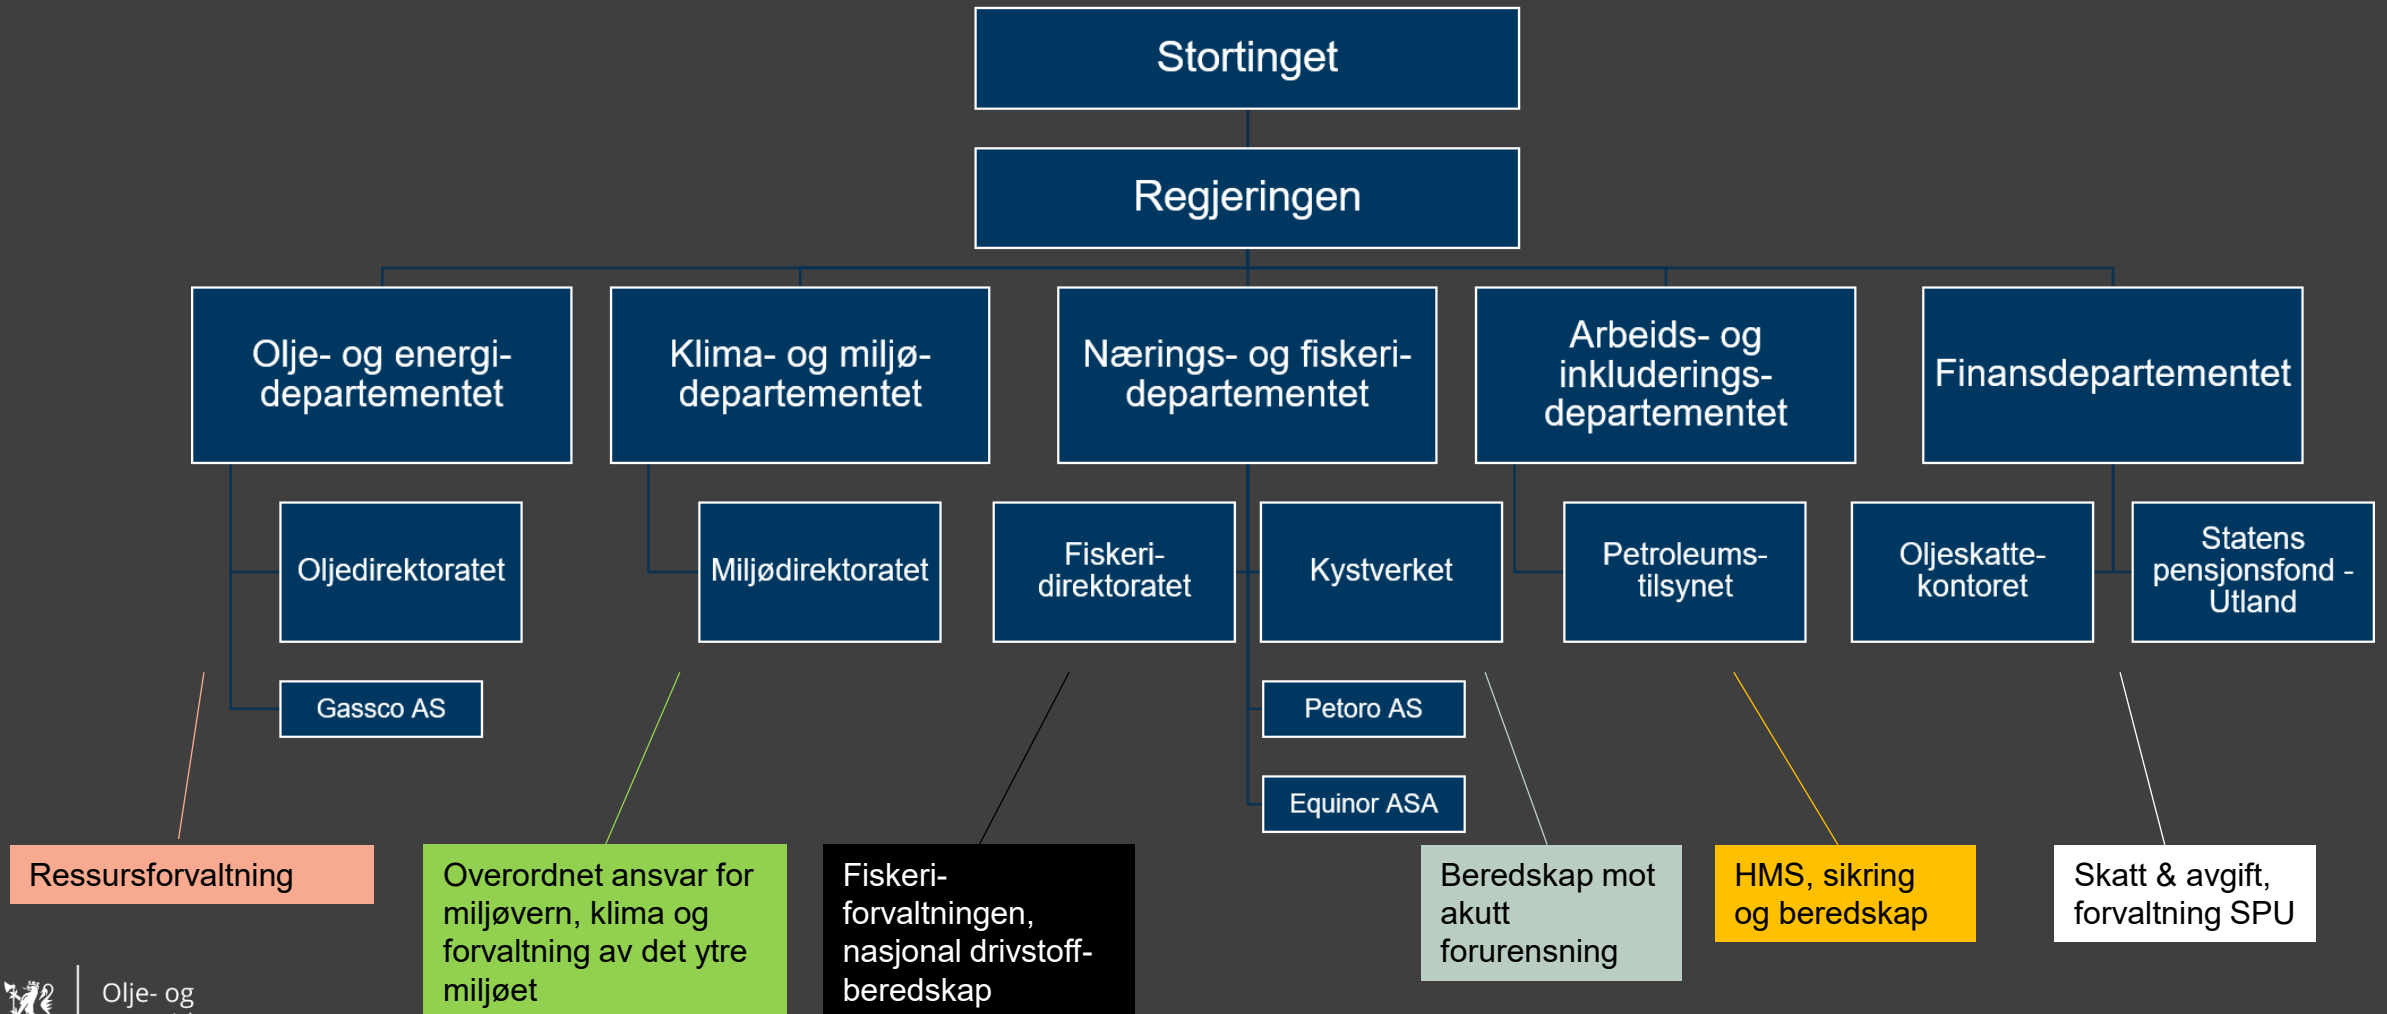 Stortinget
Regjeringen
Olje- og energi-
departementet
Klima- og miljø-
departementet
Nærings- og fiskeri-
departementet
Arbeids- og
inkluderings-
departementet
Finansdepartementet
Oljedirektoratet
Miljødirektoratet
Fiskeri-
direktoratet
Kystverket
Petroleums-
tilsynet
Oljeskatte-
kontoret
Statens
pensjonsfond -
Utland
Gassco AS
Petoro AS
Equinor ASA
Ressursforvaltning
Overordnet ansvar for
miljøvern, klima og
forvaltning av det ytre
miljøet
Fiskeri-
forvaltningen,
nasjonal drivstoff-
beredskap
Beredskap mot
akutt
forurensning
HMS, sikring
og beredskap
Skatt & avgift,
forvaltning SPU
Olje- og